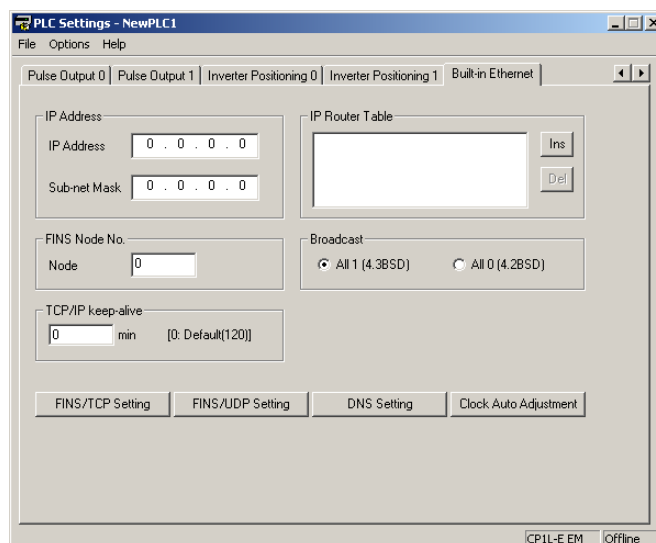 PLC Settings - NewPLC1
File Options Help
Pulse Output 0 Pulse Output 1 Inverter Positioning 0 Inverter Positioning 1 Built-in Ethernet
IP Address
IP Address 0 . 0 . 0 . 0
Sub-net Mask 0 . 0 . 0 . 0
IP Router Table
Ins
Del
FINS Node No.
Node 0
Broadcast
All 1 (4.3BSD) All 0 (4.2BSD)
TCP/IP keep-alive
0 min [0: Default(120)]
FINS/TCP Setting FINS/UDP Setting DNS Setting Clock Auto Adjustment
CP1L-E EM Offline